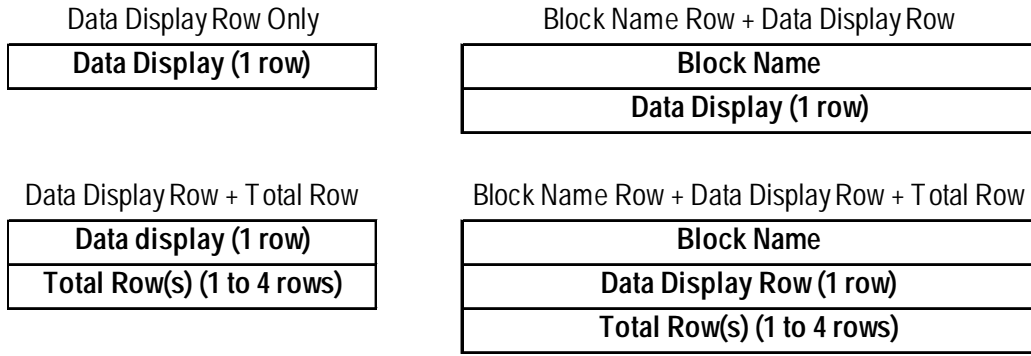 Data Display Row Only
Data Display (1 row)
Block Name Row + Data Display Row
Block Name
Data Display (1 row)
Data Display Row + Total Row
Data display (1 row)
Total Row(s) (1 to 4 rows)
Block Name Row + Data Display Row + Total Row
Block Name
Data Display Row (1 row)
Total Row(s) (1 to 4 rows)